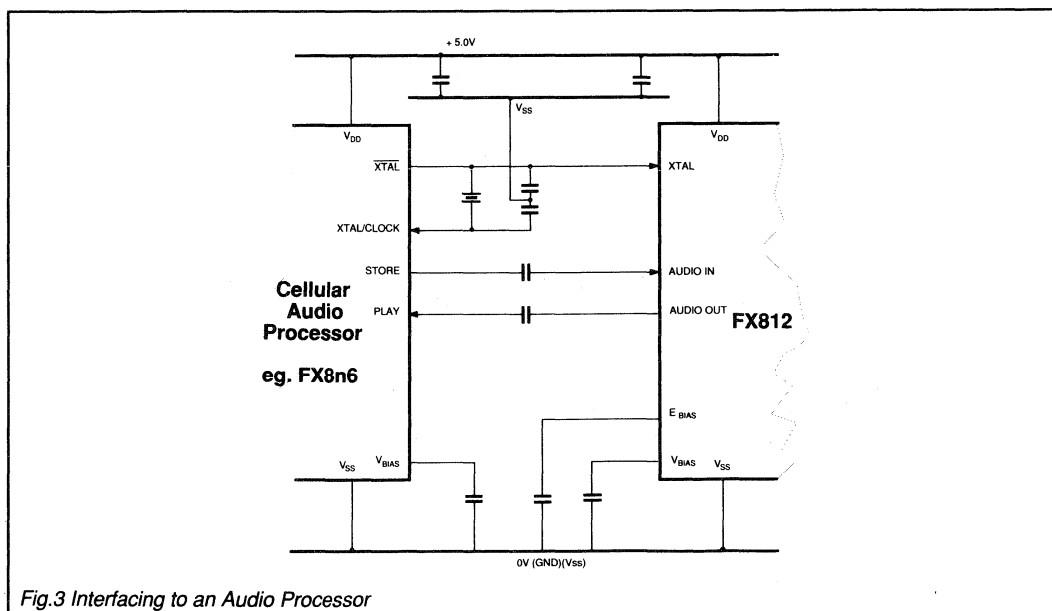 + 5.0V
VSS
VDD
VDD
XTAL
XTAL
XTAL/CLOCK
STORE
AUDIO IN
Cellular
Audio
Processor
PLAY
AUDIO OUT
FX812
eg. FX8n6
E BIAS
VSS
VBIAS
VBIAS
VSS
0V (GND)(Vss)
Fig.3 Interfacing to an Audio Processor